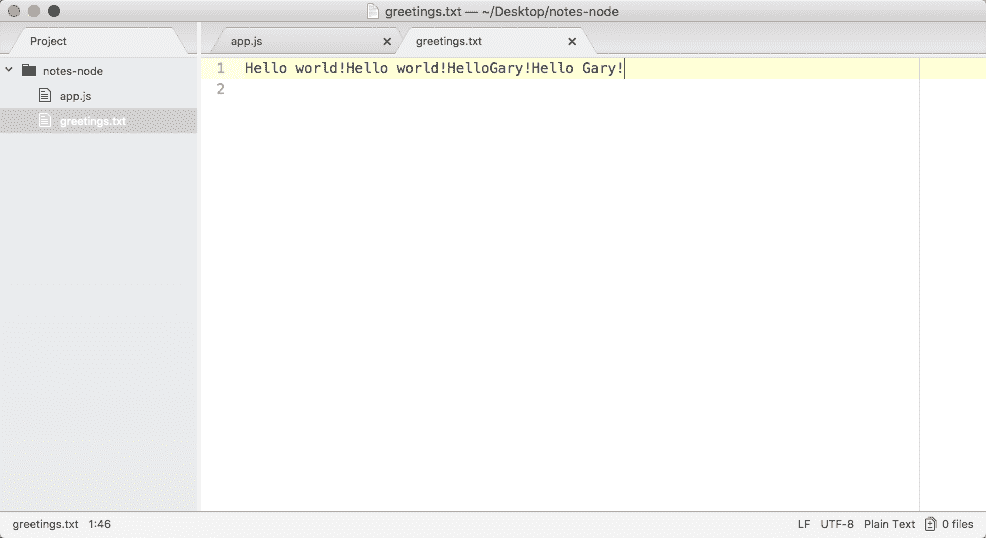 greetings.txt — ~/Desktop/notes-node
Project
app.js
greetings.txt
notes-node
app.js
greetings.txt
1 Hello world!Hello world!HelloGary!Hello Gary!
2
greetings.txt 1:46
LF UTF-8 Plain Text 0 files